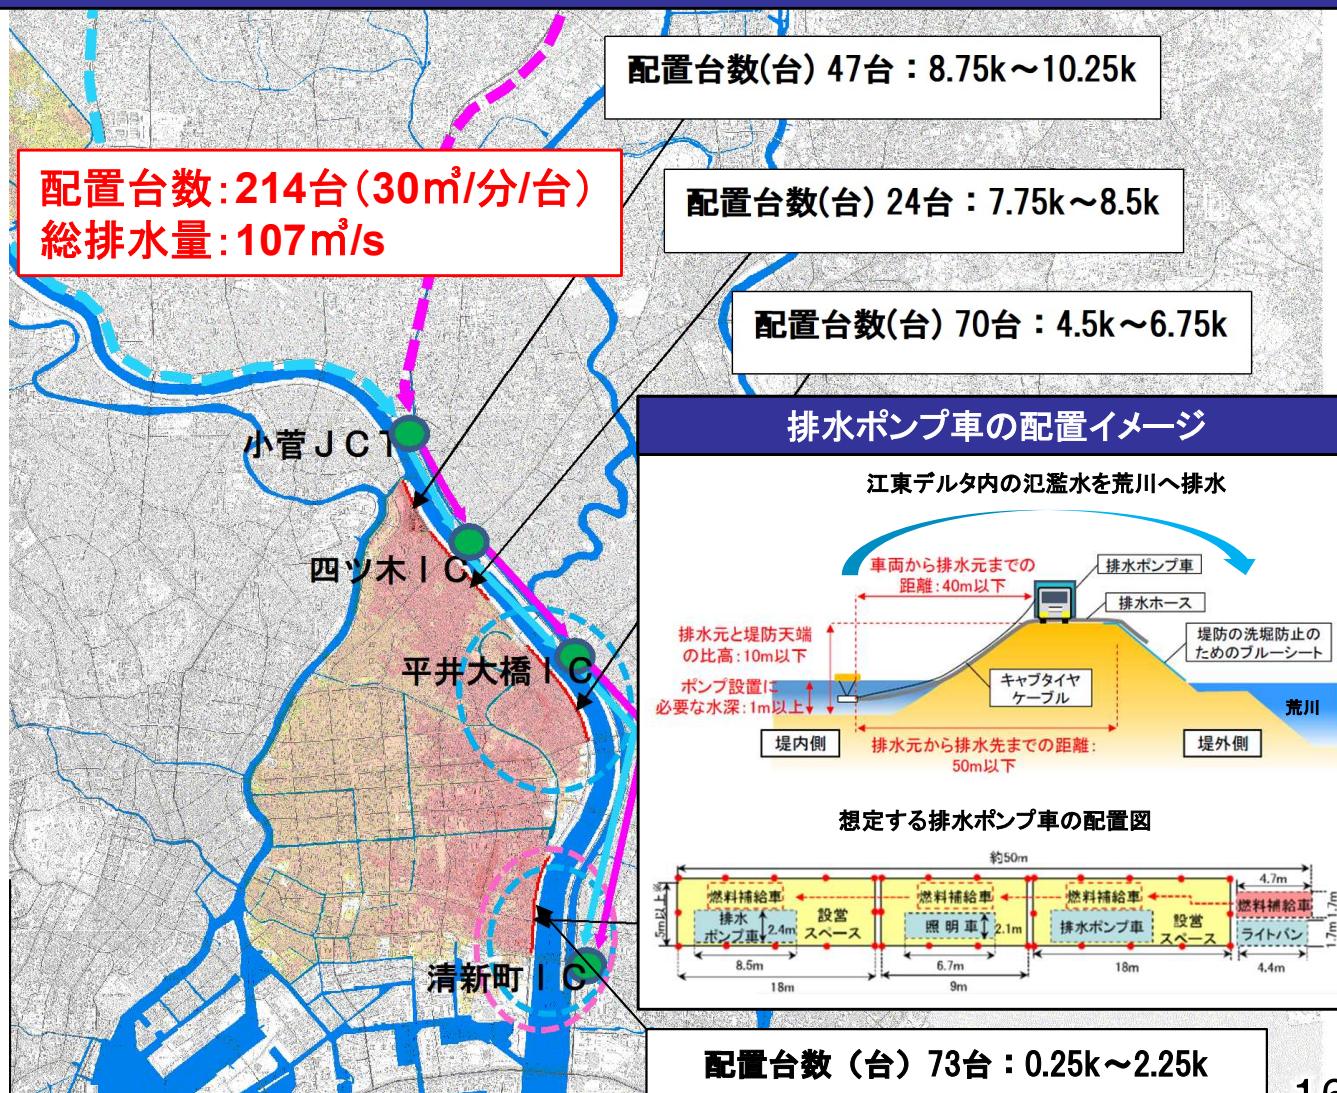 配置台数(台) 47台：8.75k～10.25k
配置台数:214台(30㎥/分/台)
総排水量:107㎥/s
配置台数(台) 24台：7.75k～8.5k
配置台数(台) 70台：4.5k～6.75k
小菅ＪＣＴ
四ツ木ＩＣ
平井大橋ＩＣ
清新町ＩＣ
排水ポンプ車の配置イメージ
江東デルタ内の氾濫水を荒川へ排水
車両から排水元までの
距離:40m以下
排水ポンプ車
排水ホース
排水元と堤防天端
の比高:10m以下
堤防の洗堀防止の
ためのブルーシート
ポンプ設置に
必要な水深:1m以上
キャブタイヤ
ケーブル
荒川
堤内側
排水元から排水先までの距離:
50m以下
堤外側
想定する排水ポンプ車の配置図
約50m
4.7m
燃料補給車
燃料補給車
燃料補給車
燃料補給車
1.7m
5m以上
排水
ポンプ車
2.4m
設営
スペース
照明車
2.1m
排水ポンプ車
設営
スペース
ライトバン
1.7m
8.5m
6.7m
18m
4.4m
18m
9m
配置台数（台）73台：0.25k～2.25k